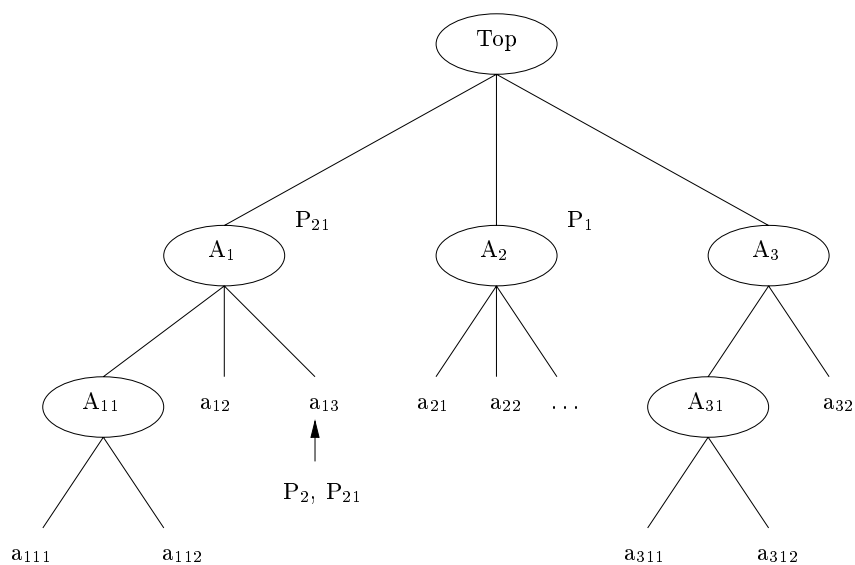 Top
P₂₁ P₁
A₁ A₂ A₃
A₁₁ a₁₂ a₁₃ a₂₁ a₂₂ ... A₃₁ a₃₂
P₂, P₂₁
a₁₁₁ a₁₁₂ a₃₁₁ a₃₁₂